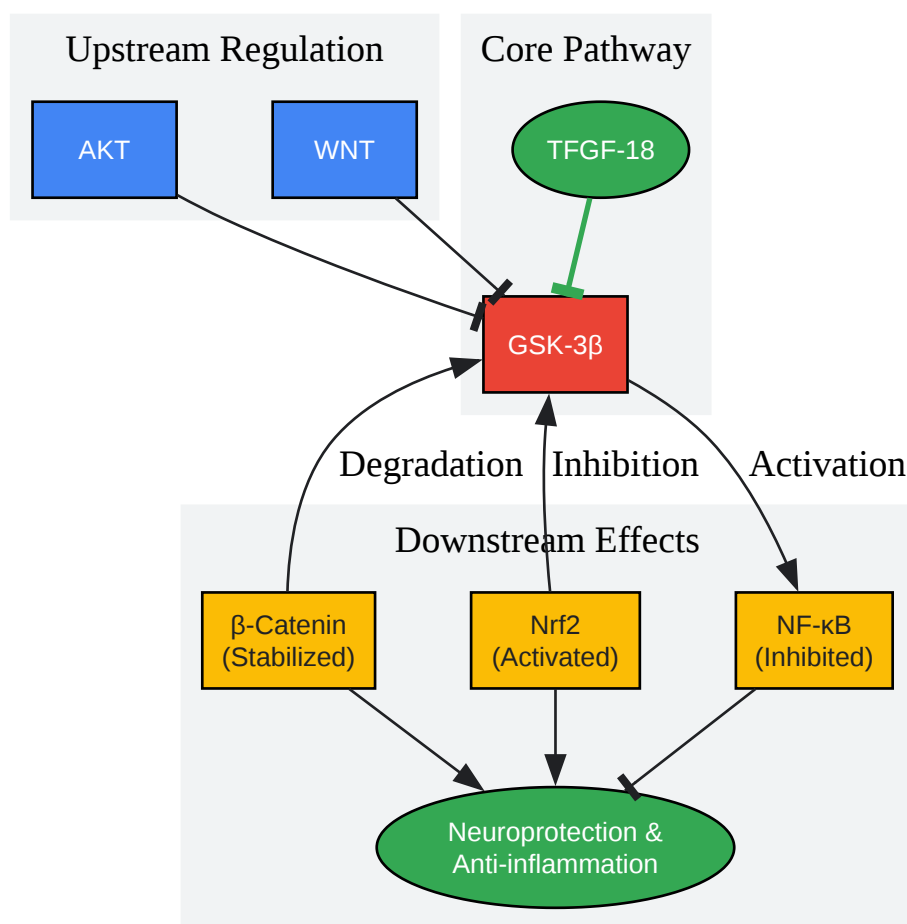 Upstream Regulation
Core Pathway
AKT
WNT
TFGF-18
GSK-3β
Degradation
Inhibition
Activation
Downstream Effects
β-Catenin
(Stabilized)
Nrf2
(Activated)
NF-κB
(Inhibited)
Neuroprotection &
Anti-inflammation